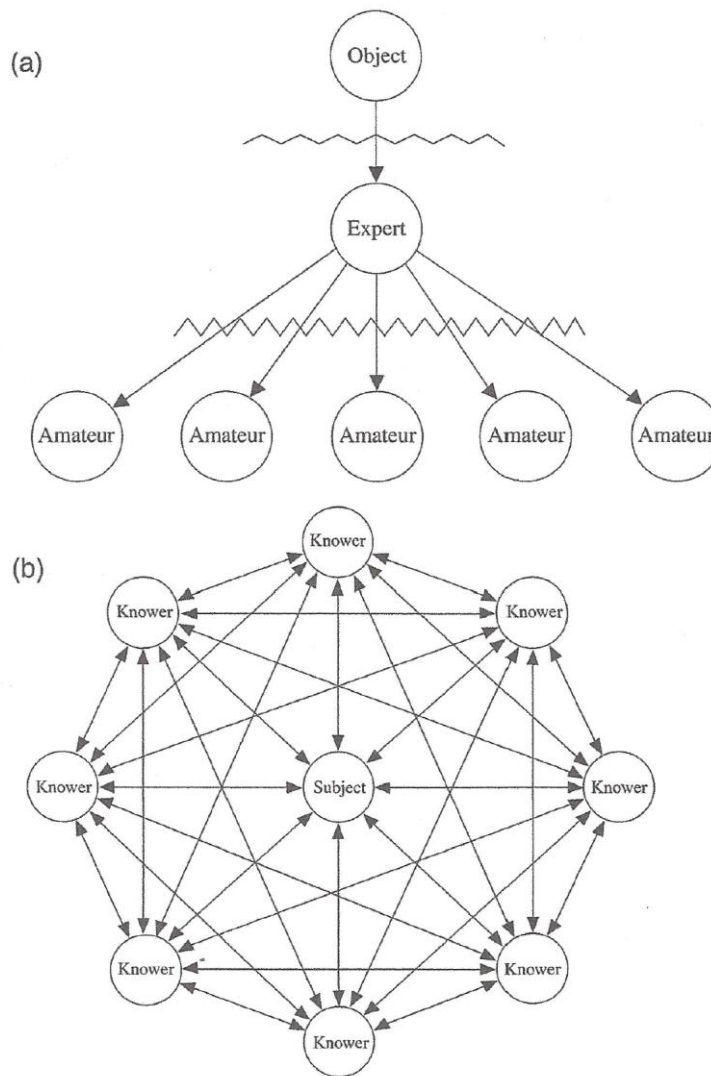 (a)
Object
Expert
Amateur Amateur Amateur Amateur Amateur
(b)
Knower
Knower Knower
Knower Subject Knower
Knower Knower
Knower